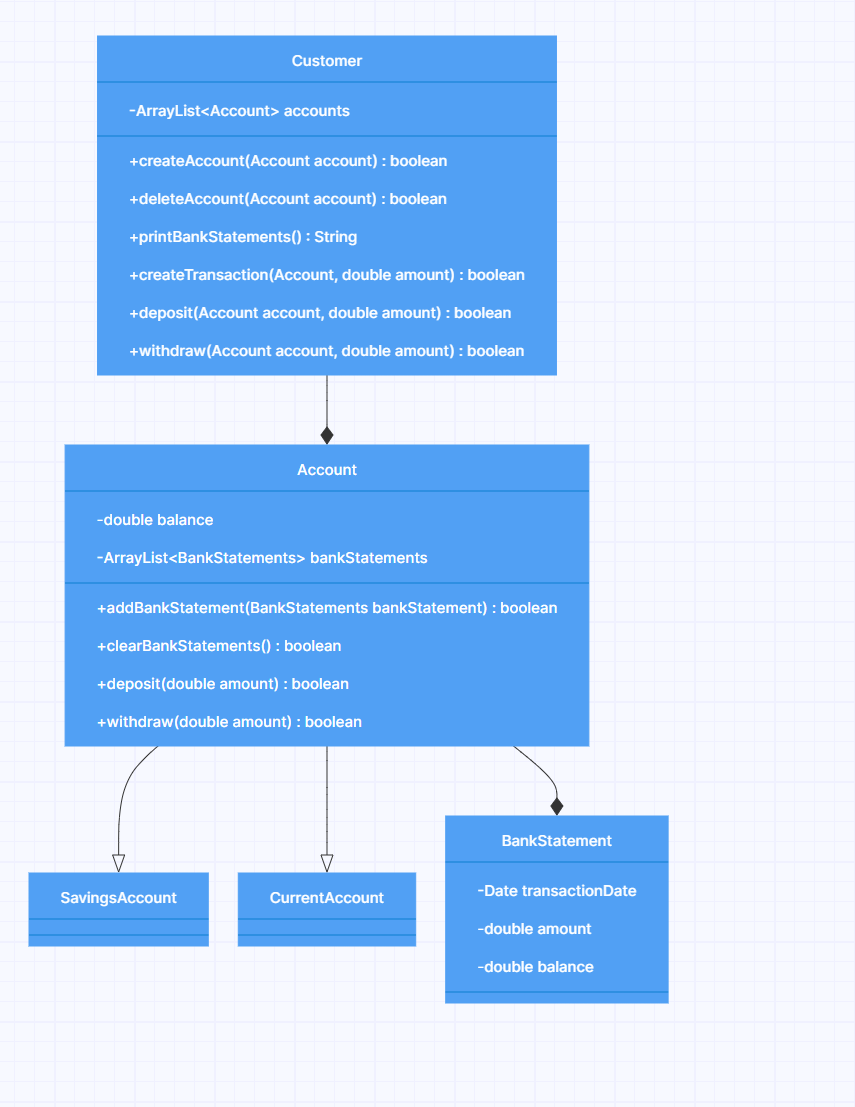 Customer
-ArrayList<Account> accounts
+createAccount(Account account) : boolean
+deleteAccount(Account account) : boolean
+printBankStatements() : String
+createTransaction(Account, double amount) : boolean
+deposit(Account account, double amount) : boolean
+withdraw(Account account, double amount) : boolean
Account
-double balance
-ArrayList<BankStatements> bankStatements
+addBankStatement(BankStatements bankStatement) : boolean
+clearBankStatements() : boolean
+deposit(double amount) : boolean
+withdraw(double amount) : boolean
SavingsAccount
CurrentAccount
BankStatement
-Date transactionDate
-double amount
-double balance